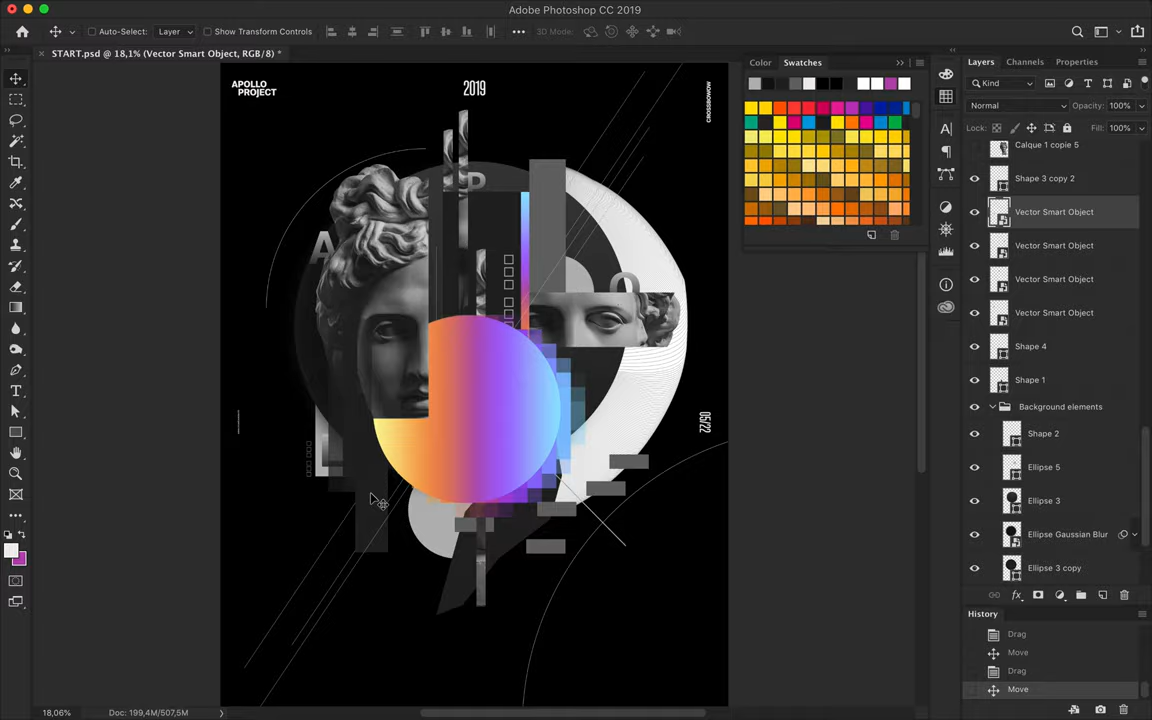 Adobe Photoshop CC 2019
Auto-Select:
Layer
Show Transform Controls
3D Mode:
START.psd @ 18,1% (Vector Smart Object, RGB/8) *
APOLLO
PROJECT
2019
CROSSBOWOW
P
A
O
05/22
Color
Swatches
Layers
Channels
Properties
Kind
Normal
Opacity: 100%
Lock:
Fill: 100%
Calque 1 copie 5
Shape 3 copy 2
Vector Smart Object
Vector Smart Object
Vector Smart Object
Vector Smart Object
Shape 4
Shape 1
Background elements
Shape 2
Ellipse 5
Ellipse 3
Ellipse Gaussian Blur
Ellipse 3 copy
fx
History
Drag
Move
Drag
Move
18,06%
Doc: 199,4M/507,5M